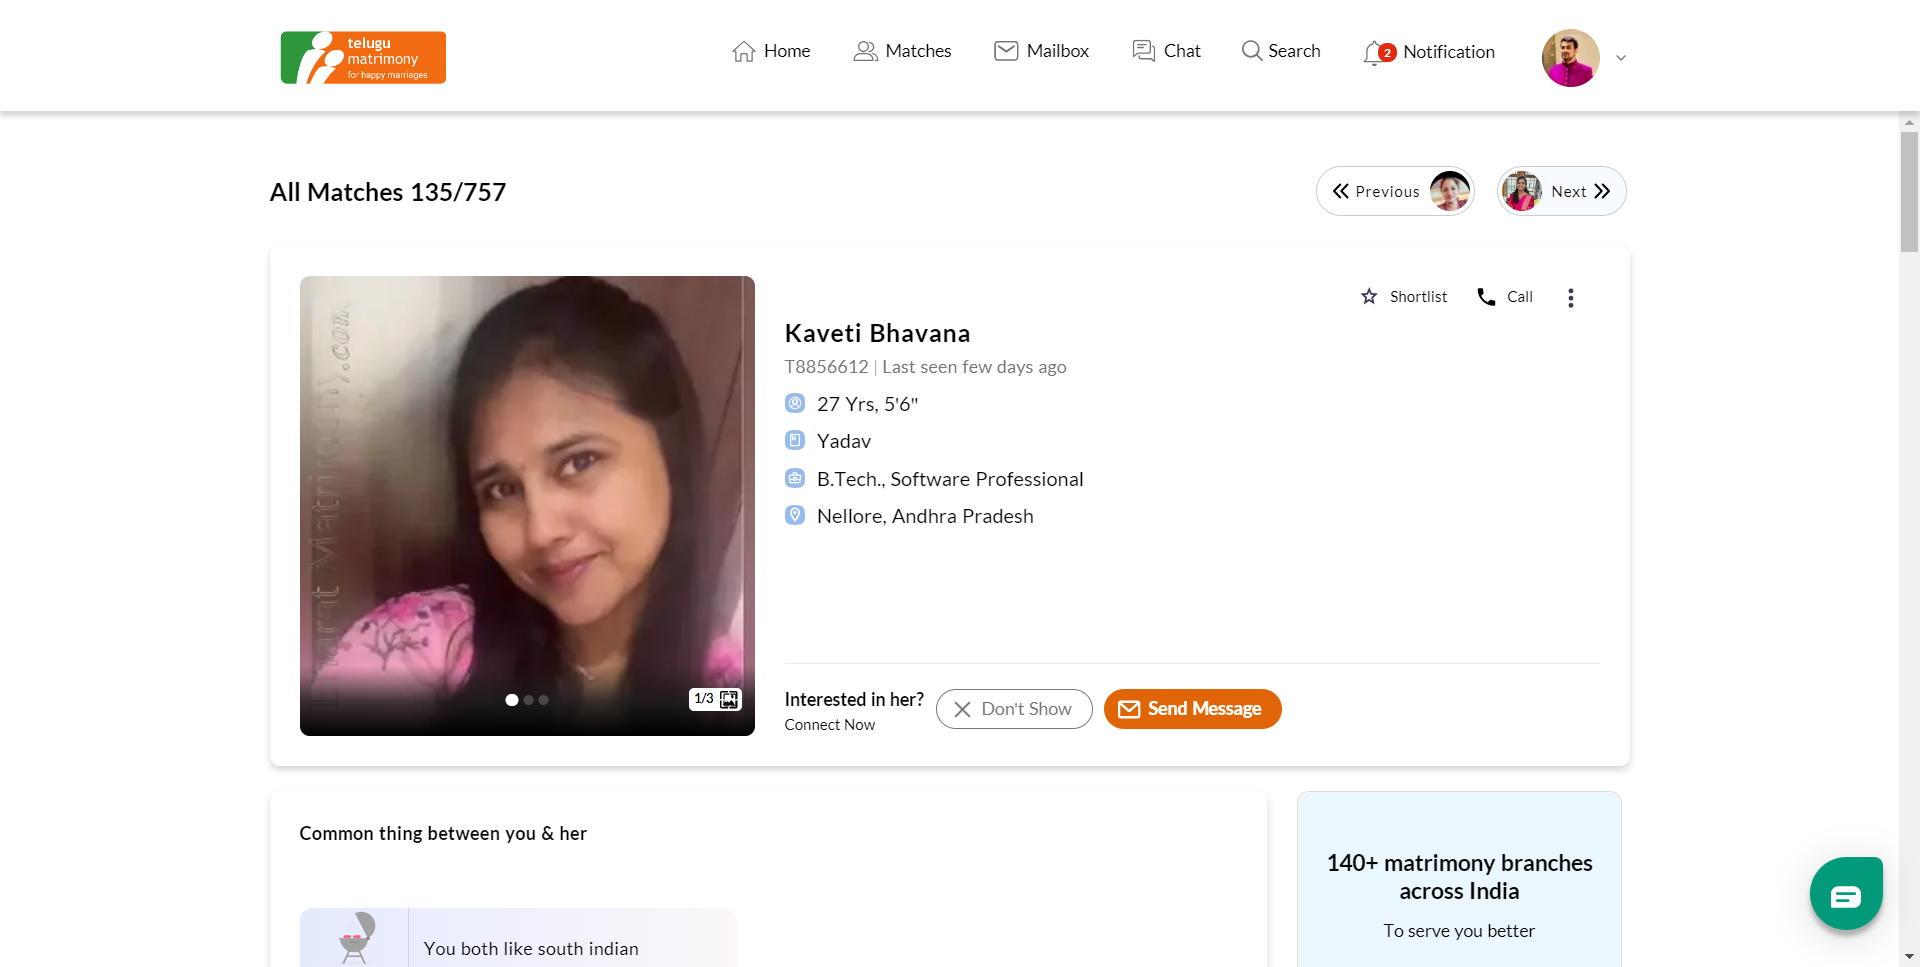 telugu
matrimony
for happy marriages
Home
Matches
Mailbox
Chat
Search
2
Notification
All Matches 135/757
Previous
Next
Shortlist
Call
Kaveti Bhavana
T8856612 | Last seen few days ago
27 Yrs, 5'6"
Yadav
B.Tech., Software Professional
Nellore, Andhra Pradesh
Bharat Matrimony.com
1/3
Interested in her?
Connect Now
Don't Show
Send Message
Common thing between you & her
You both like south indian
140+ matrimony branches
across India
To serve you better